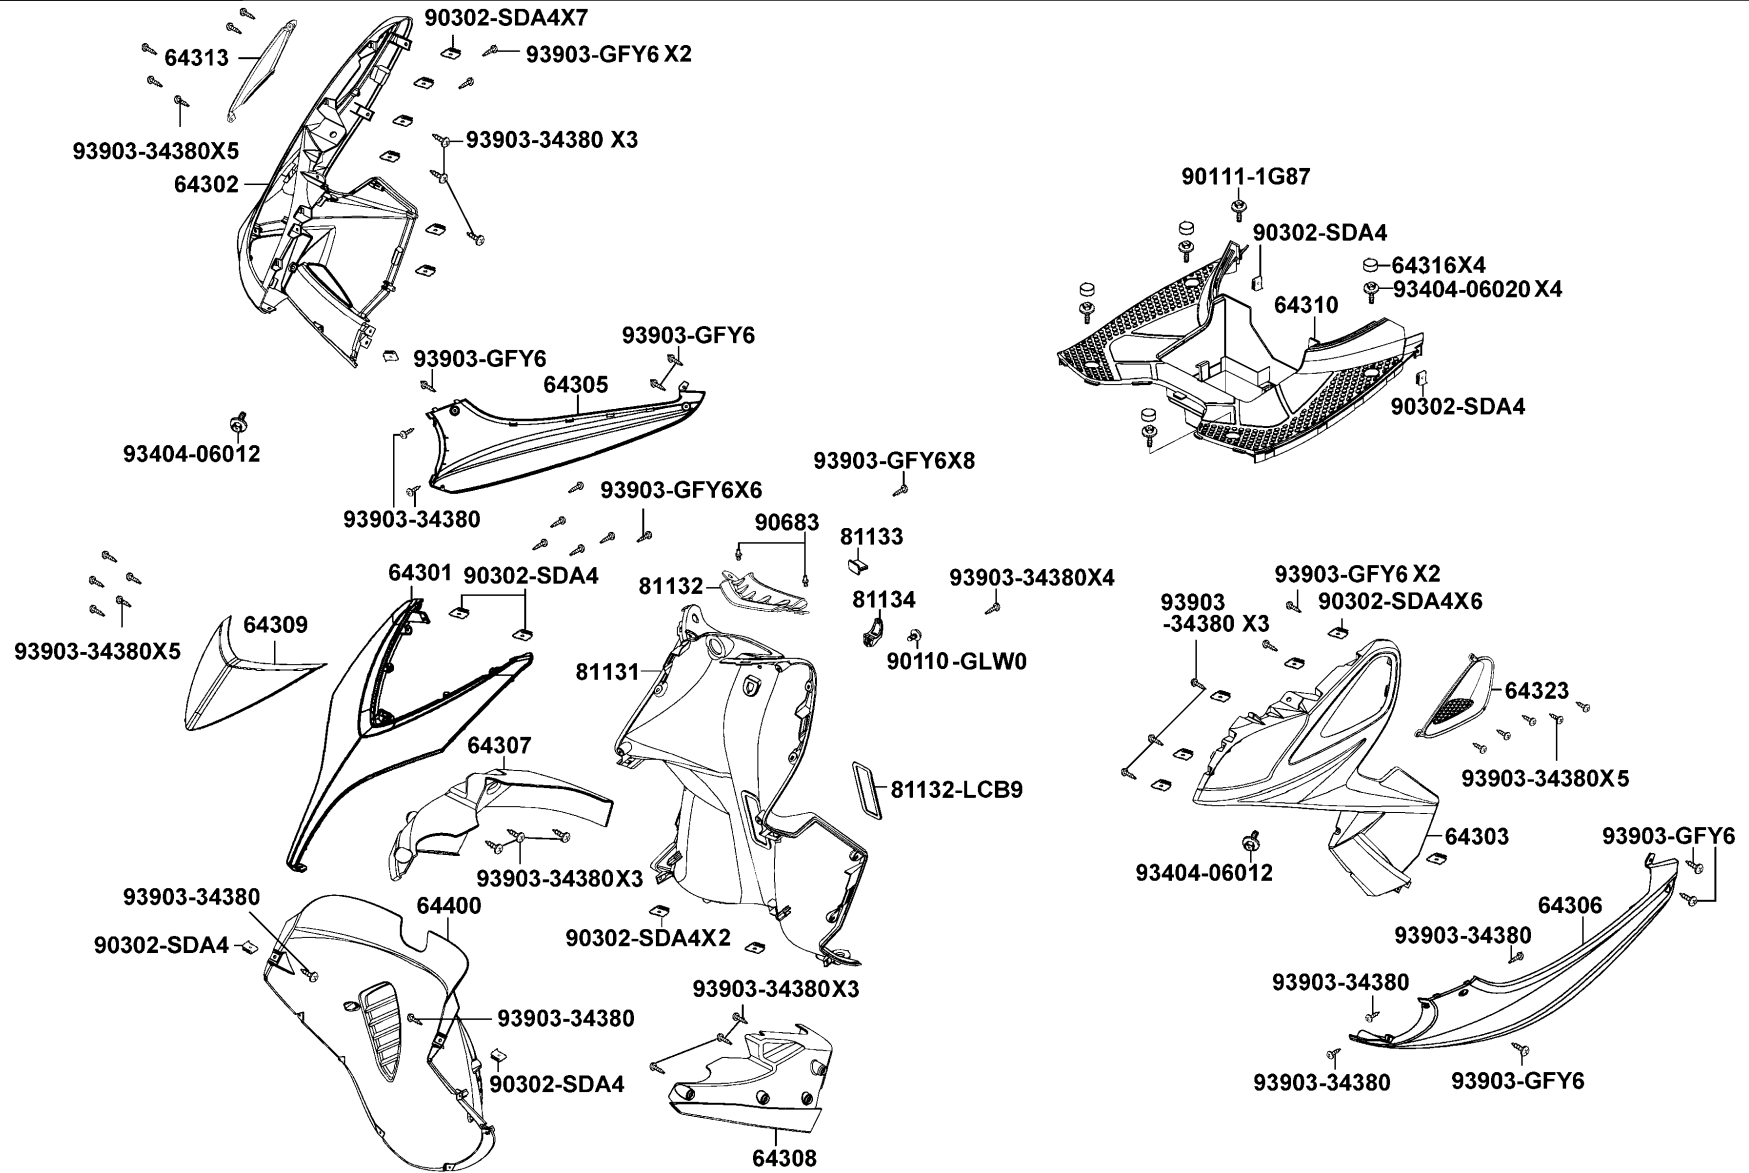 90302-SDA4X7
93903-GFY6 X2
64313
93903-34380X5
93903-34380 X3
64302
90111-1G87
90302-SDA4
64316X4
93404-06020 X4
64310
93903-GFY6
93903-GFY6
64305
90302-SDA4
93404-06012
93903-34380
93903-GFY6X6
93903-GFY6X8
90683
81133
64301
90302-SDA4
81132
93903-34380X4
81134
93903-GFY6 X2
93903
-34380 X3
90302-SDA4X6
64309
93903-34380X5
81131
90110-GLW0
64323
64307
93903-34380X5
81132-LCB9
64303
93903-GFY6
93903-34380X3
93404-06012
93903-34380
64400
64306
90302-SDA4
90302-SDA4X2
93903-34380
93903-34380X3
93903-34380
93903-34380
90302-SDA4
93903-34380
93903-GFY6
64308